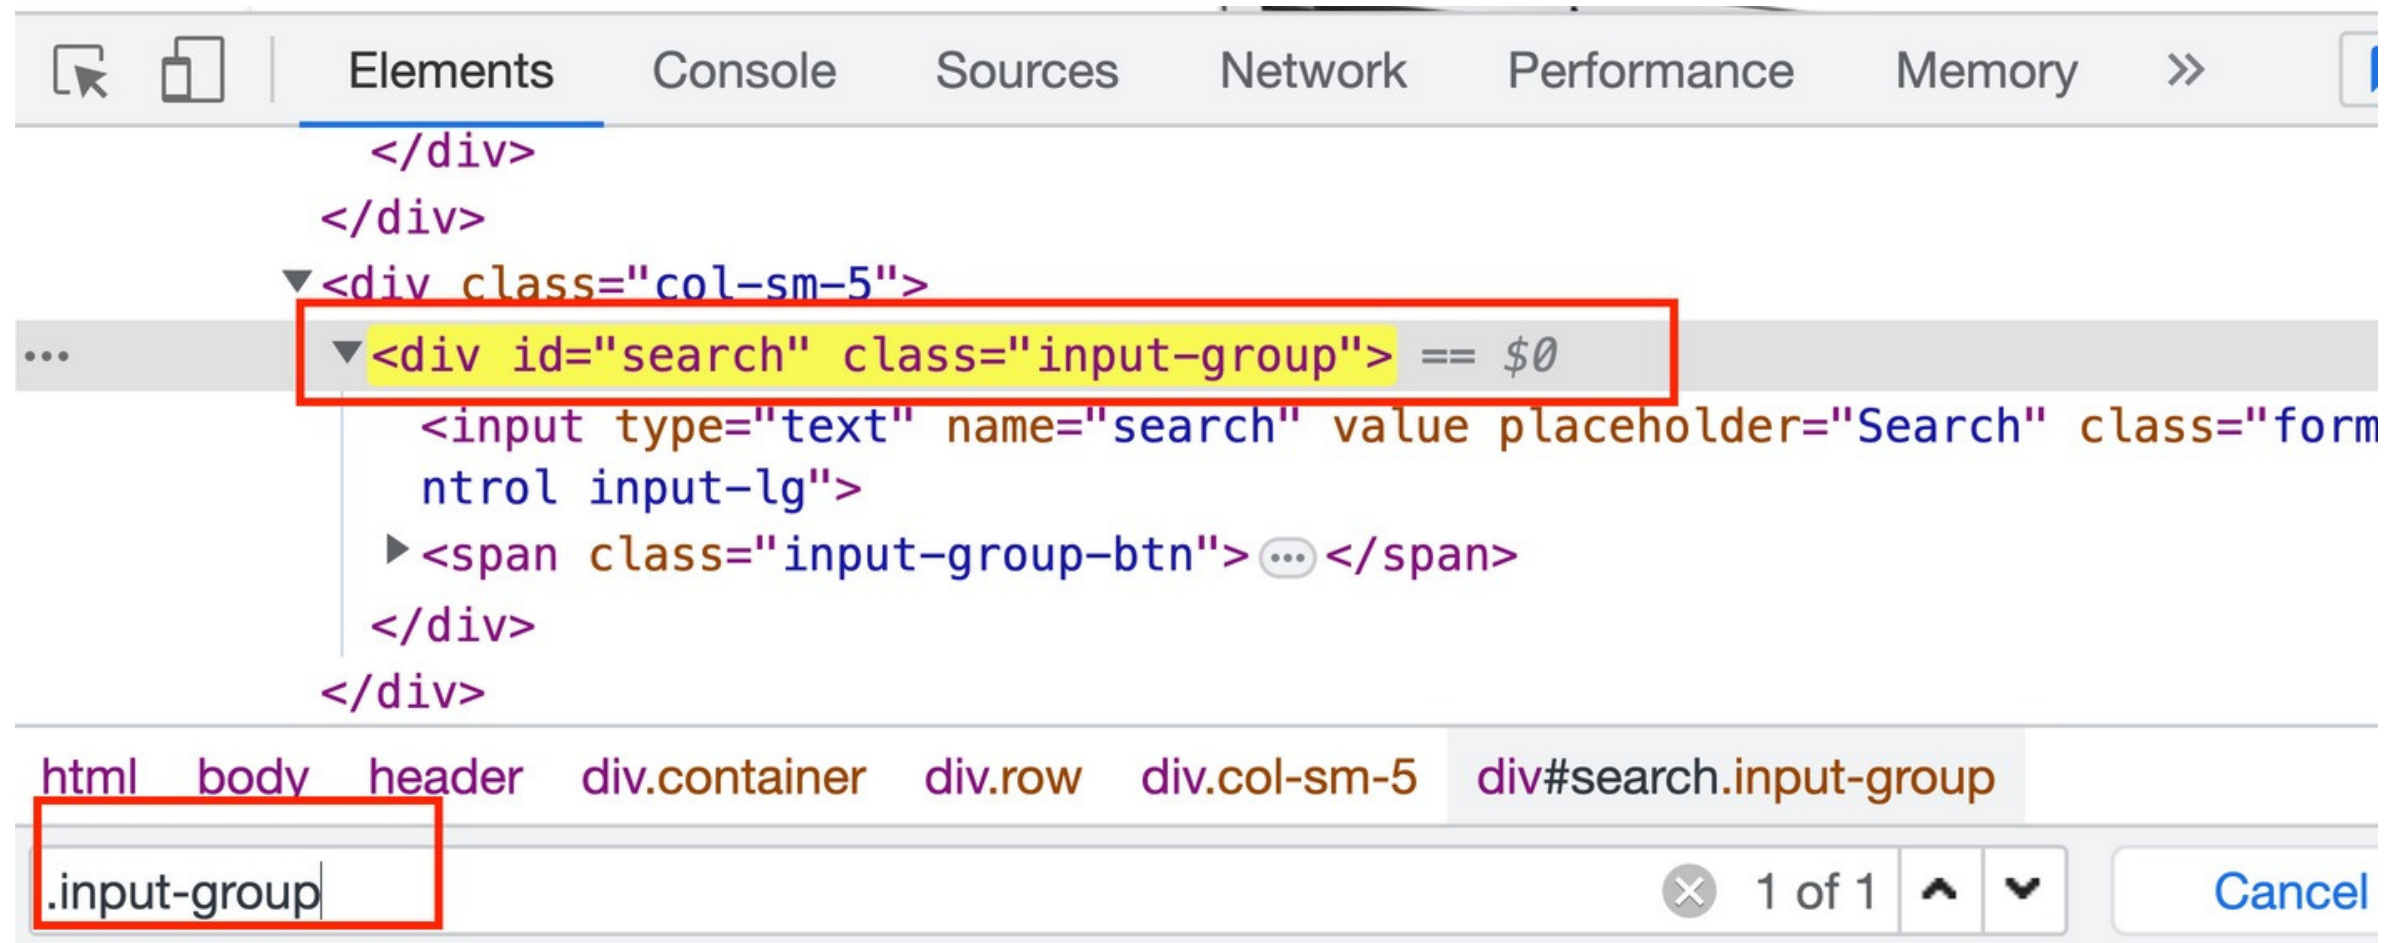 Elements Console Sources Network Performance Memory »
</div>
</div>
▼<div class="col-sm-5">
… ▼<div id="search" class="input-group"> == $0
<input type="text" name="search" value placeholder="Search" class="form
ntrol input-lg">
▶<span class="input-group-btn">…</span>
</div>
</div>
html body header div.container div.row div.col-sm-5 div#search.input-group
.input-group 1 of 1 Cancel